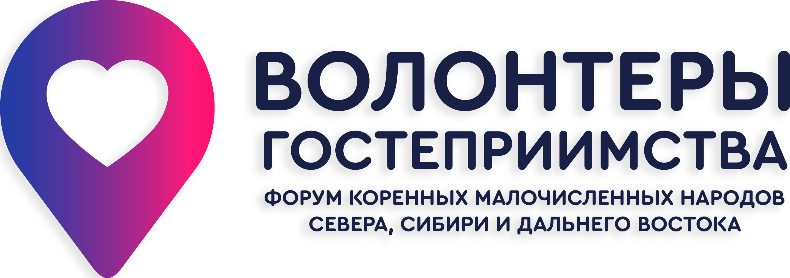 ВОЛОНТЕРЫ
ГОСТЕПРИИМСТВА
ФОРУМ КОРЕННЫХ МАЛОЧИСЛЕННЫХ НАРОДОВ
СЕВЕРА, СИБИРИ И ДАЛЬНЕГО ВОСТОКА